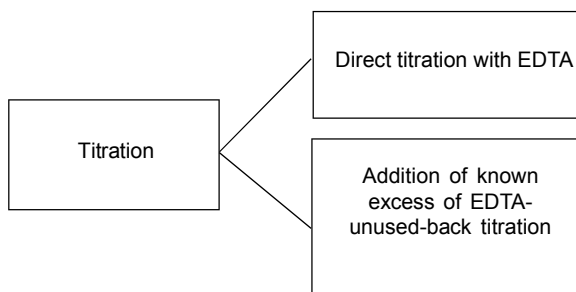 Direct titration with EDTA
Titration
Addition of known
excess of EDTA-
unused-back titration